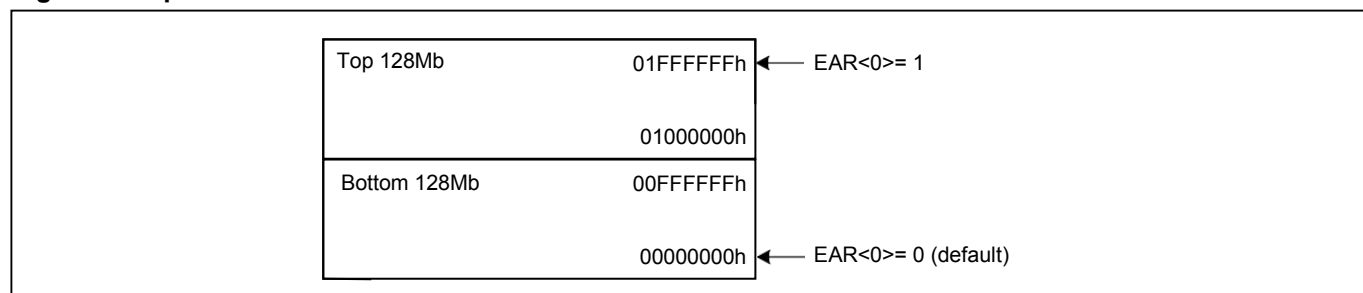 Top 128Mb 01FFFFFFh EAR<0>= 1
01000000h
Bottom 128Mb 00FFFFFFh
00000000h EAR<0>= 0 (default)